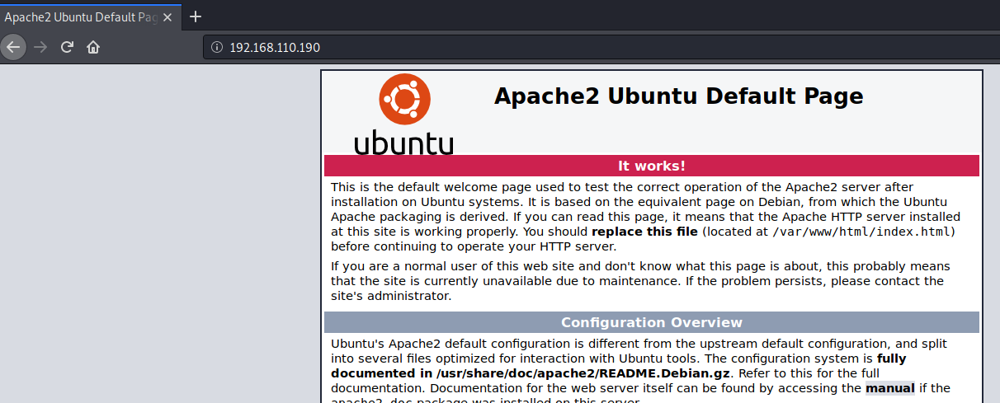 Apache2 Ubuntu Default Pag
192.168.110.190
ubuntu
Apache2 Ubuntu Default Page
It works!
This is the default welcome page used to test the correct operation of the Apache2 server after
installation on Ubuntu systems. It is based on the equivalent page on Debian, from which the Ubuntu
Apache packaging is derived. If you can read this page, it means that the Apache HTTP server installed
at this site is working properly. You should replace this file (located at /var/www/html/index.html)
before continuing to operate your HTTP server.
If you are a normal user of this web site and don't know what this page is about, this probably means
that the site is currently unavailable due to maintenance. If the problem persists, please contact the
site's administrator.
Configuration Overview
Ubuntu's Apache2 default configuration is different from the upstream default configuration, and split
into several files optimized for interaction with Ubuntu tools. The configuration system is fully
documented in /usr/share/doc/apache2/README.Debian.gz. Refer to this for the full
documentation. Documentation for the web server itself can be found by accessing the manual if the
apache2-doc package was installed on this server.